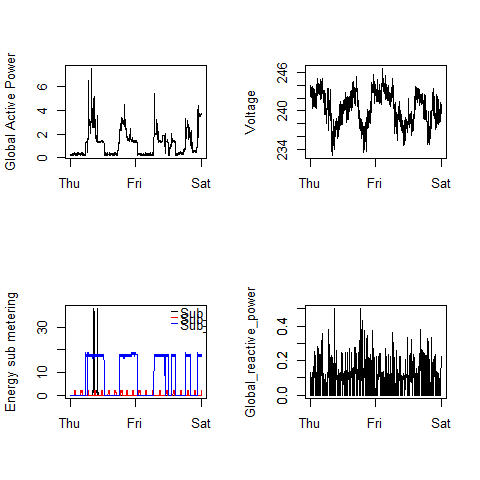 Global Active Power
0 2 4 6
Thu Fri Sat
Voltage
234 240 246
Thu Fri Sat
Energy sub metering
0 10 30
Sub
Sub
Sub
Thu Fri Sat
Global_reactive_power
0.0 0.2 0.4
Thu Fri Sat